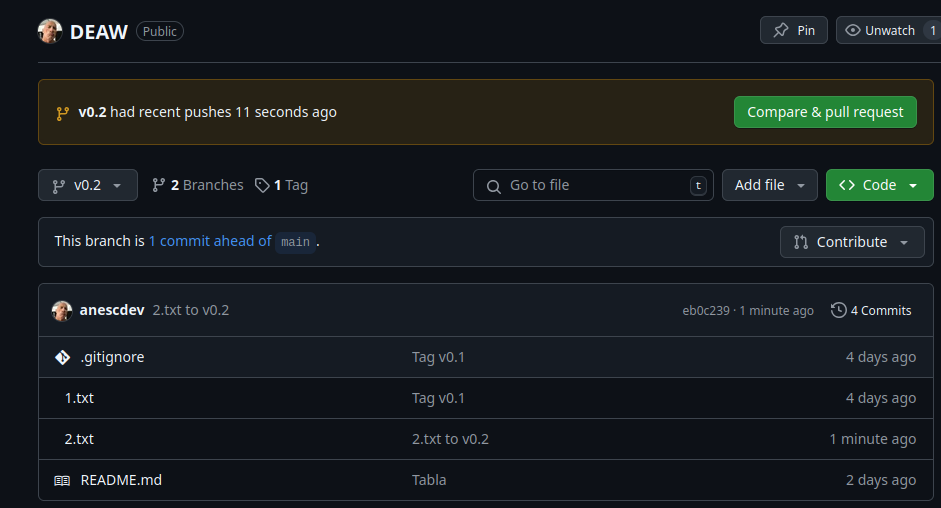 DEAW Public Pin Unwatch 1
v0.2 had recent pushes 11 seconds ago Compare & pull request
v0.2 2 Branches 1 Tag Go to file t Add file Code
This branch is 1 commit ahead of main . Contribute
anescdev 2.txt to v0.2 eb0c239 · 1 minute ago 4 Commits
.gitignore Tag v0.1 4 days ago
1.txt Tag v0.1 4 days ago
2.txt 2.txt to v0.2 1 minute ago
README.md Tabla 2 days ago